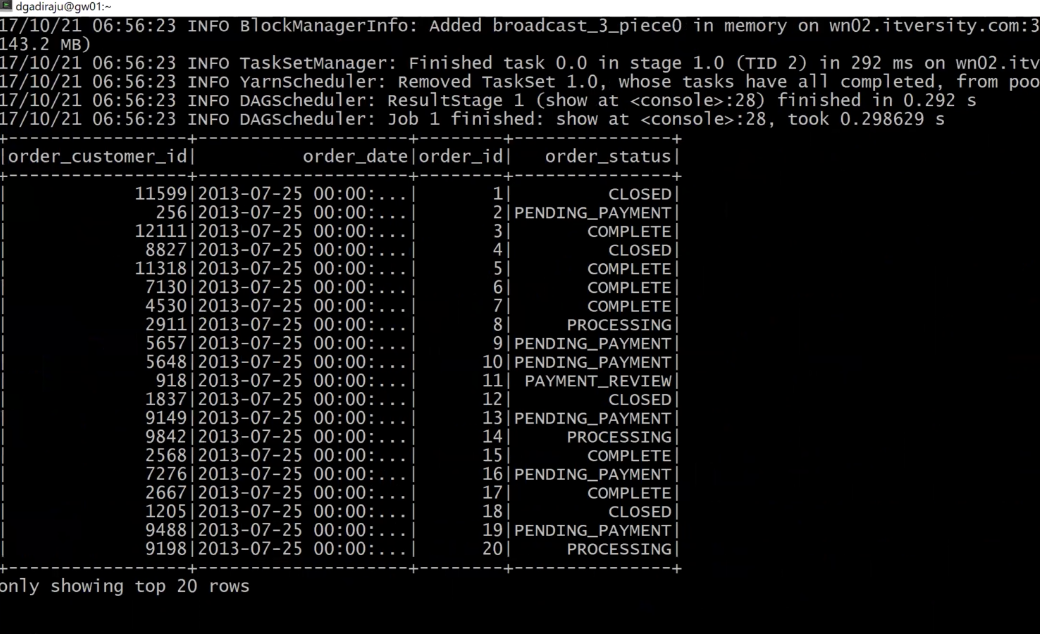 dgadiraju@gw01:~
17/10/21 06:56:23 INFO BlockManagerInfo: Added broadcast_3_piece0 in memory on wn02.itversity.com:3
143.2 MB)
17/10/21 06:56:23 INFO TaskSetManager: Finished task 0.0 in stage 1.0 (TID 2) in 292 ms on wn02.itv
17/10/21 06:56:23 INFO YarnScheduler: Removed TaskSet 1.0, whose tasks have all completed, from poo
17/10/21 06:56:23 INFO DAGScheduler: ResultStage 1 (show at <console>:28) finished in 0.292 s
17/10/21 06:56:23 INFO DAGScheduler: Job 1 finished: show at <console>:28, took 0.298629 s
+-----------------+--------------------+--------+---------------+
|order_customer_id|          order_date|order_id|   order_status|
+-----------------+--------------------+--------+---------------+
|            11599|2013-07-25 00:00:...|       1|         CLOSED|
|              256|2013-07-25 00:00:...|       2|PENDING_PAYMENT|
|            12111|2013-07-25 00:00:...|       3|       COMPLETE|
|             8827|2013-07-25 00:00:...|       4|         CLOSED|
|            11318|2013-07-25 00:00:...|       5|       COMPLETE|
|             7130|2013-07-25 00:00:...|       6|       COMPLETE|
|             4530|2013-07-25 00:00:...|       7|       COMPLETE|
|             2911|2013-07-25 00:00:...|       8|     PROCESSING|
|             5657|2013-07-25 00:00:...|       9|PENDING_PAYMENT|
|             5648|2013-07-25 00:00:...|      10|PENDING_PAYMENT|
|              918|2013-07-25 00:00:...|      11| PAYMENT_REVIEW|
|             1837|2013-07-25 00:00:...|      12|         CLOSED|
|             9149|2013-07-25 00:00:...|      13|PENDING_PAYMENT|
|             9842|2013-07-25 00:00:...|      14|     PROCESSING|
|             2568|2013-07-25 00:00:...|      15|       COMPLETE|
|             7276|2013-07-25 00:00:...|      16|PENDING_PAYMENT|
|             2667|2013-07-25 00:00:...|      17|       COMPLETE|
|             1205|2013-07-25 00:00:...|      18|         CLOSED|
|             9488|2013-07-25 00:00:...|      19|PENDING_PAYMENT|
|             9198|2013-07-25 00:00:...|      20|     PROCESSING|
+-----------------+--------------------+--------+---------------+
only showing top 20 rows